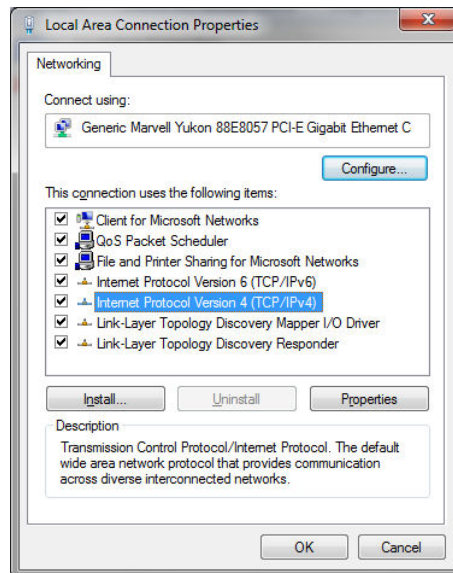 Local Area Connection Properties
Networking
Connect using:
Generic Marvell Yukon 88E8057 PCI-E Gigabit Ethernet C
Configure...
This connection uses the following items:
Client for Microsoft Networks
QoS Packet Scheduler
File and Printer Sharing for Microsoft Networks
Internet Protocol Version 6 (TCP/IPv6)
Internet Protocol Version 4 (TCP/IPv4)
Link-Layer Topology Discovery Mapper I/O Driver
Link-Layer Topology Discovery Responder
Install... Uninstall Properties
Description
Transmission Control Protocol/Internet Protocol. The default
wide area network protocol that provides communication
across diverse interconnected networks.
OK Cancel